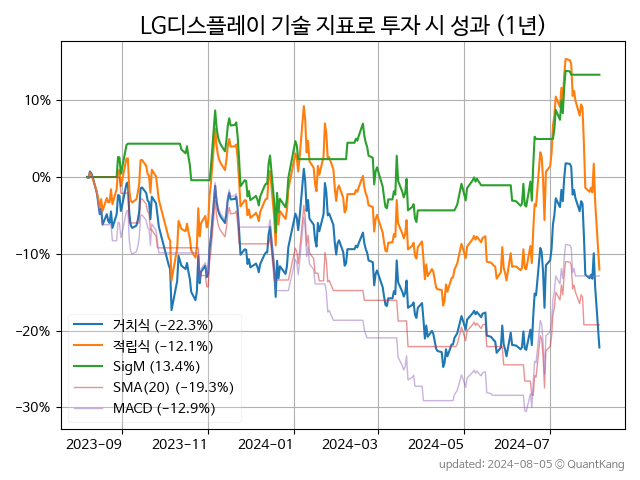 LG디스플레이 기술 지표로 투자 시 성과 (1년)
10%
0%
−10%
−20%
−30%
거치식 (−22.3%)
적립식 (−12.1%)
SigM (13.4%)
SMA(20) (−19.3%)
MACD (−12.9%)
2023-09
2023-11
2024-01
2024-03
2024-05
2024-07
updated: 2024-08-05 © QuantKang